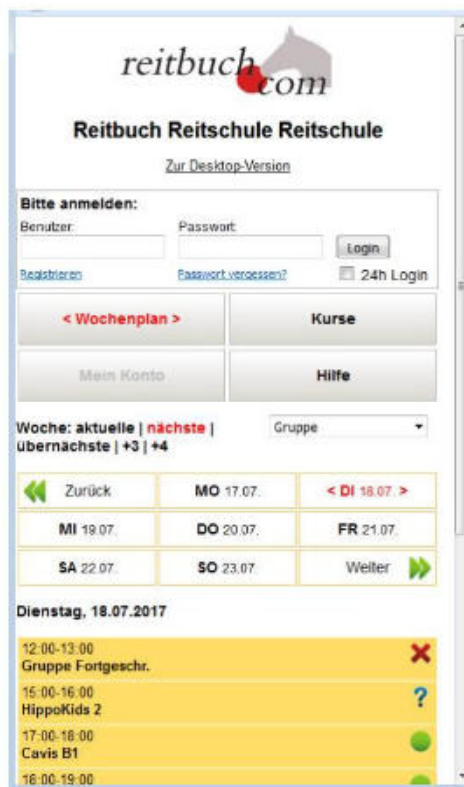 reitbuch
com
Reitbuch Reitschule Reitschule
Zur Desktop-Version
Bitte anmelden:
Benutzer: Passwort:
Login
Registrieren Passwort vergessen? 24h Login
< Wochenplan > Kurse
Mein Konto Hilfe
Woche: aktuelle | nächste | Gruppe
übernächste | +3 | +4
Zurück MO 17.07. < DI 18.07. >
MI 19.07. DO 20.07. FR 21.07.
SA 22.07. SO 23.07. Weiter
Dienstag, 18.07.2017
12:00-13:00
Gruppe Fortgeschr.
15:00-16:00
HippoKids 2
?
17:00-18:00
Cavis B1
18:00-19:00